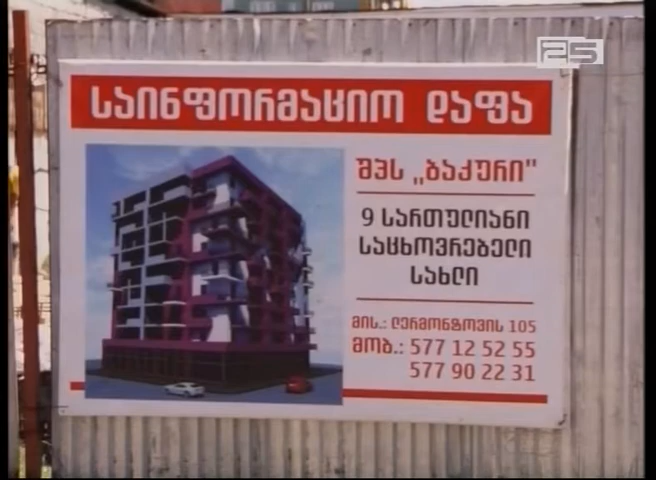 25
საინფორმაციო დაფა
შპს „ბაკური"
9 სართულიანი
საცხოვრებელი
სახლი
მის.: ლერმონტოვის 105
მობ.: 577 12 52 55
577 90 22 31